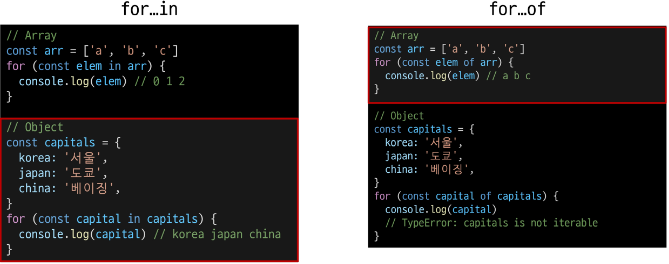 for…in
// Array
const arr = ['a', 'b', 'c']
for (const elem in arr) {
  console.log(elem) // 0 1 2
}
// Object
const capitals = {
  korea: '서울',
  japan: '도쿄',
  china: '베이징',
}
for (const capital in capitals) {
  console.log(capital) // korea japan china
}
for…of
// Array
const arr = ['a', 'b', 'c']
for (const elem of arr) {
  console.log(elem) // a b c
}
// Object
const capitals = {
  korea: '서울',
  japan: '도쿄',
  china: '베이징',
}
for (const capital of capitals) {
  console.log(capital)
  // TypeError: capitals is not iterable
}